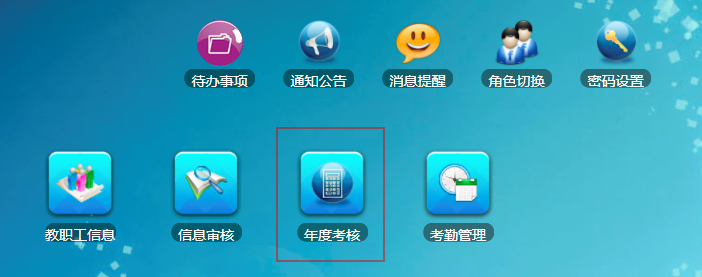 待办事项
通知公告
消息提醒
角色切换
密码设置
教职工信息
信息审核
年度考核
考勤管理